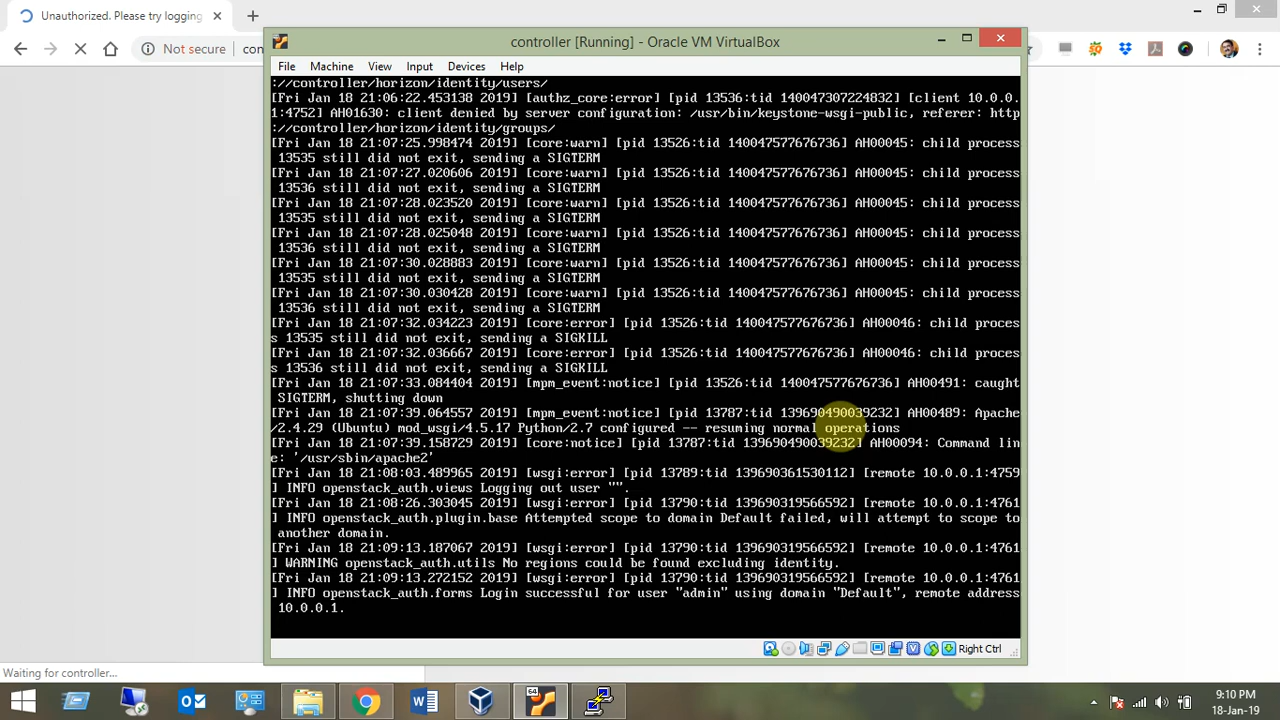 Unauthorized. Please try logging
Not secure
con
controller [Running] - Oracle VM VirtualBox
File Machine View Input Devices Help
://controller/horizon/identity/users/
[Fri Jan 18 21:06:22.453138 2019] [authz_core:error] [pid 13536:tid 140047307224832] [client 10.0.0.
1:4752] AH01630: client denied by server configuration: /usr/bin/keystone-wsgi-public, referer: http
://controller/horizon/identity/groups/
[Fri Jan 18 21:07:25.998474 2019] [core:warn] [pid 13526:tid 140047577676736] AH00045: child process
13535 still did not exit, sending a SIGTERM
[Fri Jan 18 21:07:27.020606 2019] [core:warn] [pid 13526:tid 140047577676736] AH00045: child process
13536 still did not exit, sending a SIGTERM
[Fri Jan 18 21:07:28.023520 2019] [core:warn] [pid 13526:tid 140047577676736] AH00045: child process
13535 still did not exit, sending a SIGTERM
[Fri Jan 18 21:07:28.025048 2019] [core:warn] [pid 13526:tid 140047577676736] AH00045: child process
13536 still did not exit, sending a SIGTERM
[Fri Jan 18 21:07:30.028883 2019] [core:warn] [pid 13526:tid 140047577676736] AH00045: child process
13535 still did not exit, sending a SIGTERM
[Fri Jan 18 21:07:30.030428 2019] [core:warn] [pid 13526:tid 140047577676736] AH00045: child process
13536 still did not exit, sending a SIGTERM
[Fri Jan 18 21:07:32.034223 2019] [core:error] [pid 13526:tid 140047577676736] AH00046: child proces
s 13535 still did not exit, sending a SIGKILL
[Fri Jan 18 21:07:32.036667 2019] [core:error] [pid 13526:tid 140047577676736] AH00046: child proces
s 13536 still did not exit, sending a SIGKILL
[Fri Jan 18 21:07:33.084404 2019] [mpm_event:notice] [pid 13526:tid 140047577676736] AH00491: caught
SIGTERM, shutting down
[Fri Jan 18 21:07:39.064557 2019] [mpm_event:notice] [pid 13787:tid 139690490039232] AH00489: Apache
/2.4.29 (Ubuntu) mod_wsgi/4.5.17 Python/2.7 configured -- resuming normal operations
[Fri Jan 18 21:07:39.158729 2019] [core:notice] [pid 13787:tid 139690490039232] AH00094: Command lin
e: '/usr/sbin/apache2'
[Fri Jan 18 21:08:03.489965 2019] [wsgi:error] [pid 13789:tid 139690361530112] [remote 10.0.0.1:4759
] INFO openstack_auth.views Logging out user "".
[Fri Jan 18 21:08:26.303045 2019] [wsgi:error] [pid 13790:tid 139690319566592] [remote 10.0.0.1:4761
] INFO openstack_auth.plugin.base Attempted scope to domain Default failed, will attempt to scope to
another domain.
[Fri Jan 18 21:09:13.187067 2019] [wsgi:error] [pid 13790:tid 139690319566592] [remote 10.0.0.1:4761
] WARNING openstack_auth.utils No regions could be found excluding identity.
[Fri Jan 18 21:09:13.272152 2019] [wsgi:error] [pid 13790:tid 139690319566592] [remote 10.0.0.1:4761
] INFO openstack_auth.forms Login successful for user "admin" using domain "Default", remote address
10.0.0.1.
Right Ctrl
Waiting for controller...
64
9:10 PM
18-Jan-19